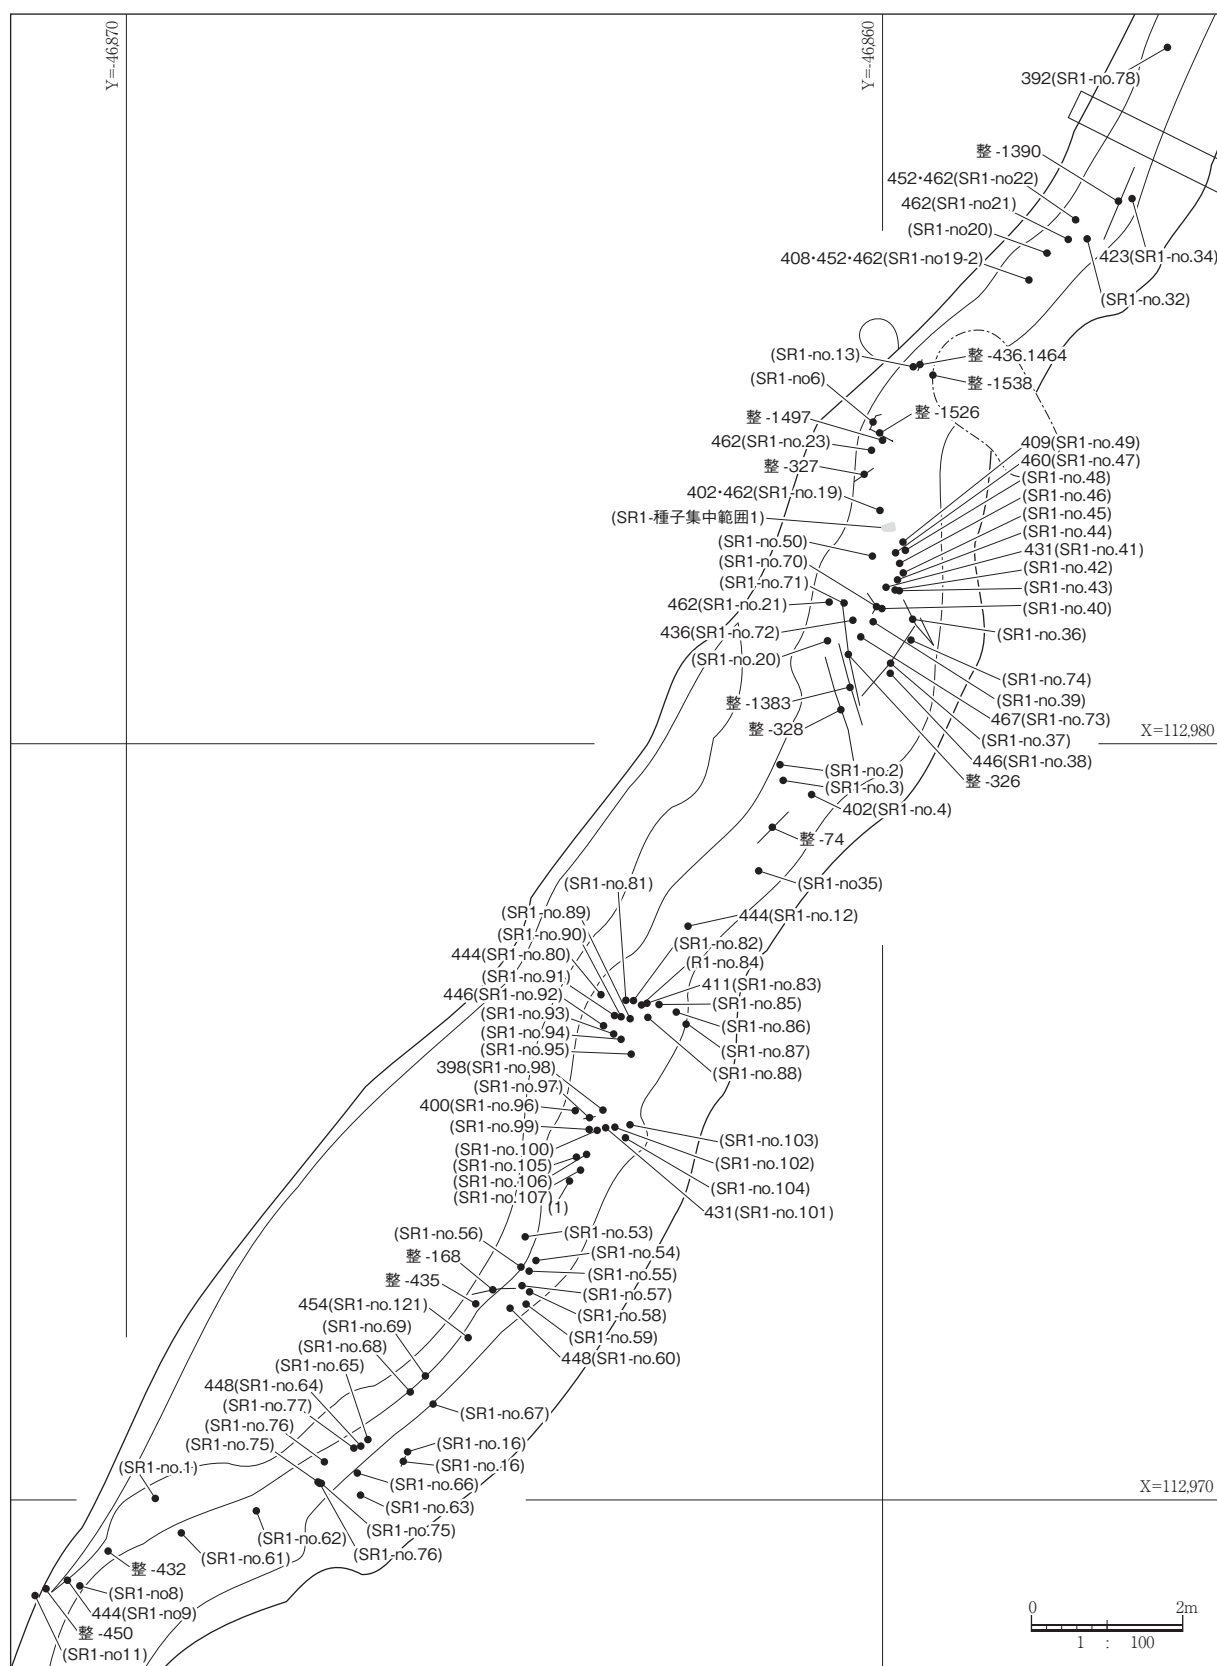 Y=-46,870
Y=-46,860
392(SR1-no.78)
整-1390
452・462(SR1-no22)
462(SR1-no21)
(SR1-no20)
408・452・462(SR1-no19-2)
423(SR1-no.34)
(SR1-no.32)
(SR1-no.13)
整-436.1464
(SR1-no6)
整-1538
整-1497
整-1526
462(SR1-no.23)
整-327
402・462(SR1-no.19)
(SR1-種子集中範囲1)
409(SR1-no.49)
460(SR1-no.47)
(SR1-no.48)
(SR1-no.46)
(SR1-no.45)
(SR1-no.44)
431(SR1-no.41)
(SR1-no.42)
(SR1-no.43)
(SR1-no.40)
(SR1-no.50)
(SR1-no.70)
(SR1-no.71)
462(SR1-no.21)
436(SR1-no.72)
(SR1-no.20)
(SR1-no.36)
(SR1-no.74)
(SR1-no.39)
467(SR1-no.73)
(SR1-no.37)
446(SR1-no.38)
整-326
整-1383
整-328
X=112,980
(SR1-no.2)
(SR1-no.3)
402(SR1-no.4)
整-74
(SR1-no35)
(SR1-no.81)
444(SR1-no.12)
(SR1-no.89)
(SR1-no.90)
444(SR1-no.80)
(SR1-no.91)
446(SR1-no.92)
(SR1-no.93)
(SR1-no.94)
(SR1-no.95)
(SR1-no.82)
(R1-no.84)
411(SR1-no.83)
(SR1-no.85)
(SR1-no.86)
(SR1-no.87)
(SR1-no.88)
398(SR1-no.98)
(SR1-no.97)
400(SR1-no.96)
(SR1-no.99)
(SR1-no.100)
(SR1-no.105)
(SR1-no.106)
(SR1-no.107)
(1)
(SR1-no.103)
(SR1-no.102)
(SR1-no.104)
431(SR1-no.101)
(SR1-no.56)
整-168
整-435
454(SR1-no.121)
(SR1-no.53)
(SR1-no.54)
(SR1-no.55)
(SR1-no.57)
(SR1-no.58)
(SR1-no.59)
448(SR1-no.60)
(SR1-no.69)
(SR1-no.68)
(SR1-no.65)
448(SR1-no.64)
(SR1-no.77)
(SR1-no.76)
(SR1-no.75)
(SR1-no.1)
(SR1-no.67)
(SR1-no.16)
(SR1-no.16)
(SR1-no.66)
(SR1-no.63)
(SR1-no.75)
(SR1-no.76)
X=112,970
(SR1-no.62)
(SR1-no.61)
整-432
(SR1-no8)
444(SR1-no9)
整-450
(SR1-no11)
0 2m
1 : 100